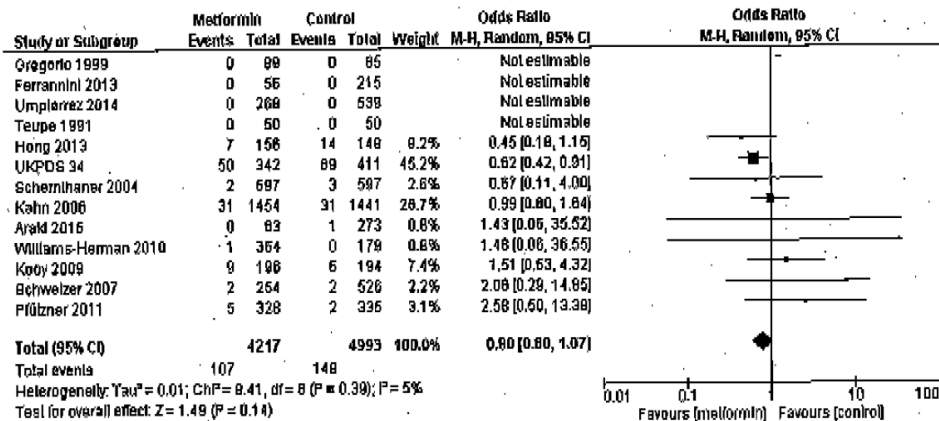 Metformin Control Odds Ratio Odds Ratio
Study or Subgroup Events Total Events Total Weight M-H, Random, 95% CI M-H, Random, 95% CI
Gregorio 1999 0 89 0 85 Not estimable
Ferrannini 2013 0 56 0 215 Not estimable
Umpierrez 2014 0 268 0 539 Not estimable
Teupe 1991 0 50 0 50 Not estimable
Hong 2013 7 156 14 148 9.2% 0.45 [0.18, 1.15]
UKPDS 34 50 342 89 411 45.2% 0.62 [0.42, 0.91]
Schernthaner 2004 2 597 3 597 2.6% 0.67 [0.11, 4.00]
Kahn 2006 31 1454 31 1441 28.7% 0.99 [0.60, 1.64]
Araki 2015 0 63 1 273 0.8% 1.43 [0.06, 35.52]
Williams-Herman 2010 1 364 0 179 0.8% 1.48 [0.06, 36.55]
Kooy 2009 9 196 6 194 7.4% 1.51 [0.53, 4.32]
Schweizer 2007 2 254 2 526 2.2% 2.08 [0.29, 14.85]
Pfützner 2011 5 328 2 335 3.1% 2.58 [0.50, 13.38]
Total (95% CI) 4217 4993 100.0% 0.80 [0.60, 1.07]
Total events 107 148
Heterogeneity: Tau² = 0.01; Chi² = 8.41, df = 8 (P = 0.39); I² = 5%
Test for overall effect: Z = 1.49 (P = 0.14)
0.01 0.1 1 10 100
Favours [metformin] Favours [control]